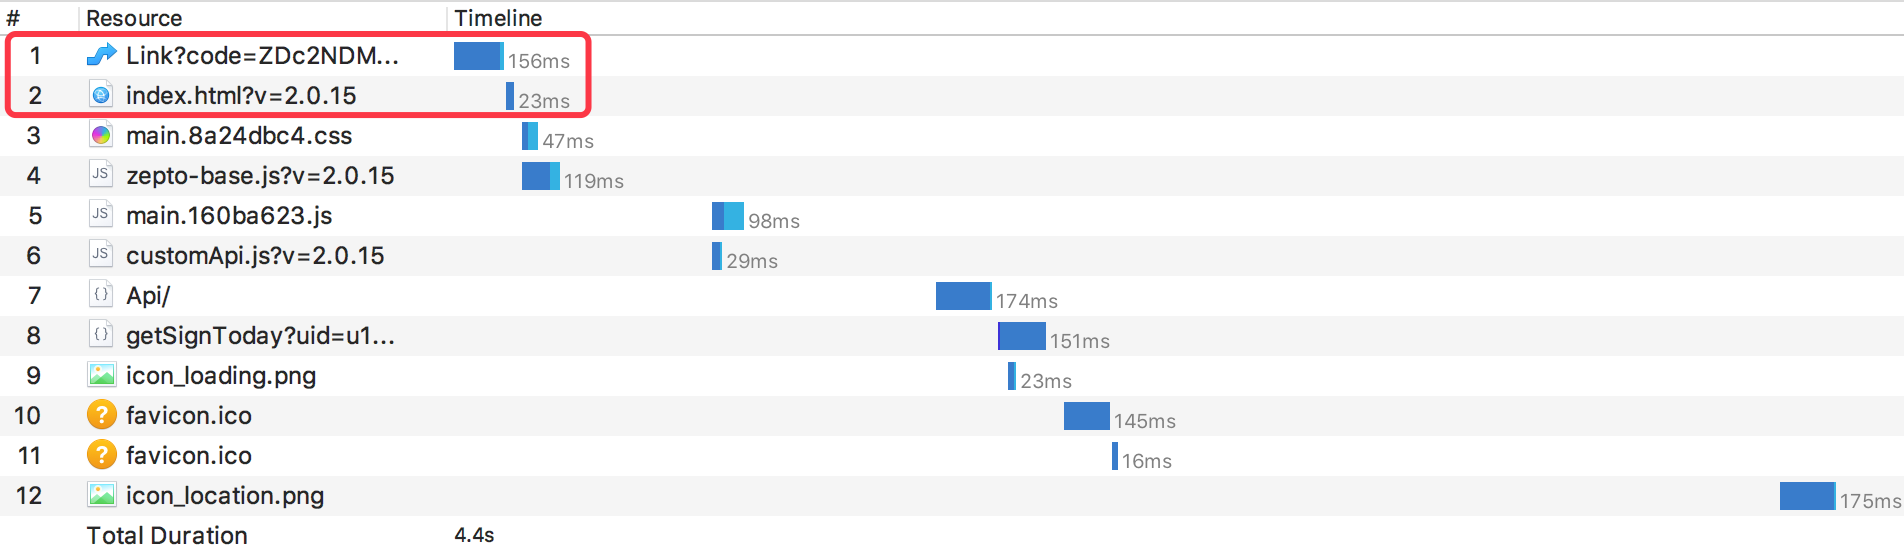 # Resource Timeline
1 Link?code=ZDc2NDM... 156ms
2 index.html?v=2.0.15 23ms
3 main.8a24dbc4.css 47ms
4 JS zepto-base.js?v=2.0.15 119ms
5 JS main.160ba623.js 98ms
6 JS customApi.js?v=2.0.15 29ms
7 {} Api/ 174ms
8 {} getSignToday?uid=u1... 151ms
9 icon_loading.png 23ms
10 ? favicon.ico 145ms
11 ? favicon.ico 16ms
12 icon_location.png 175ms
Total Duration 4.4s